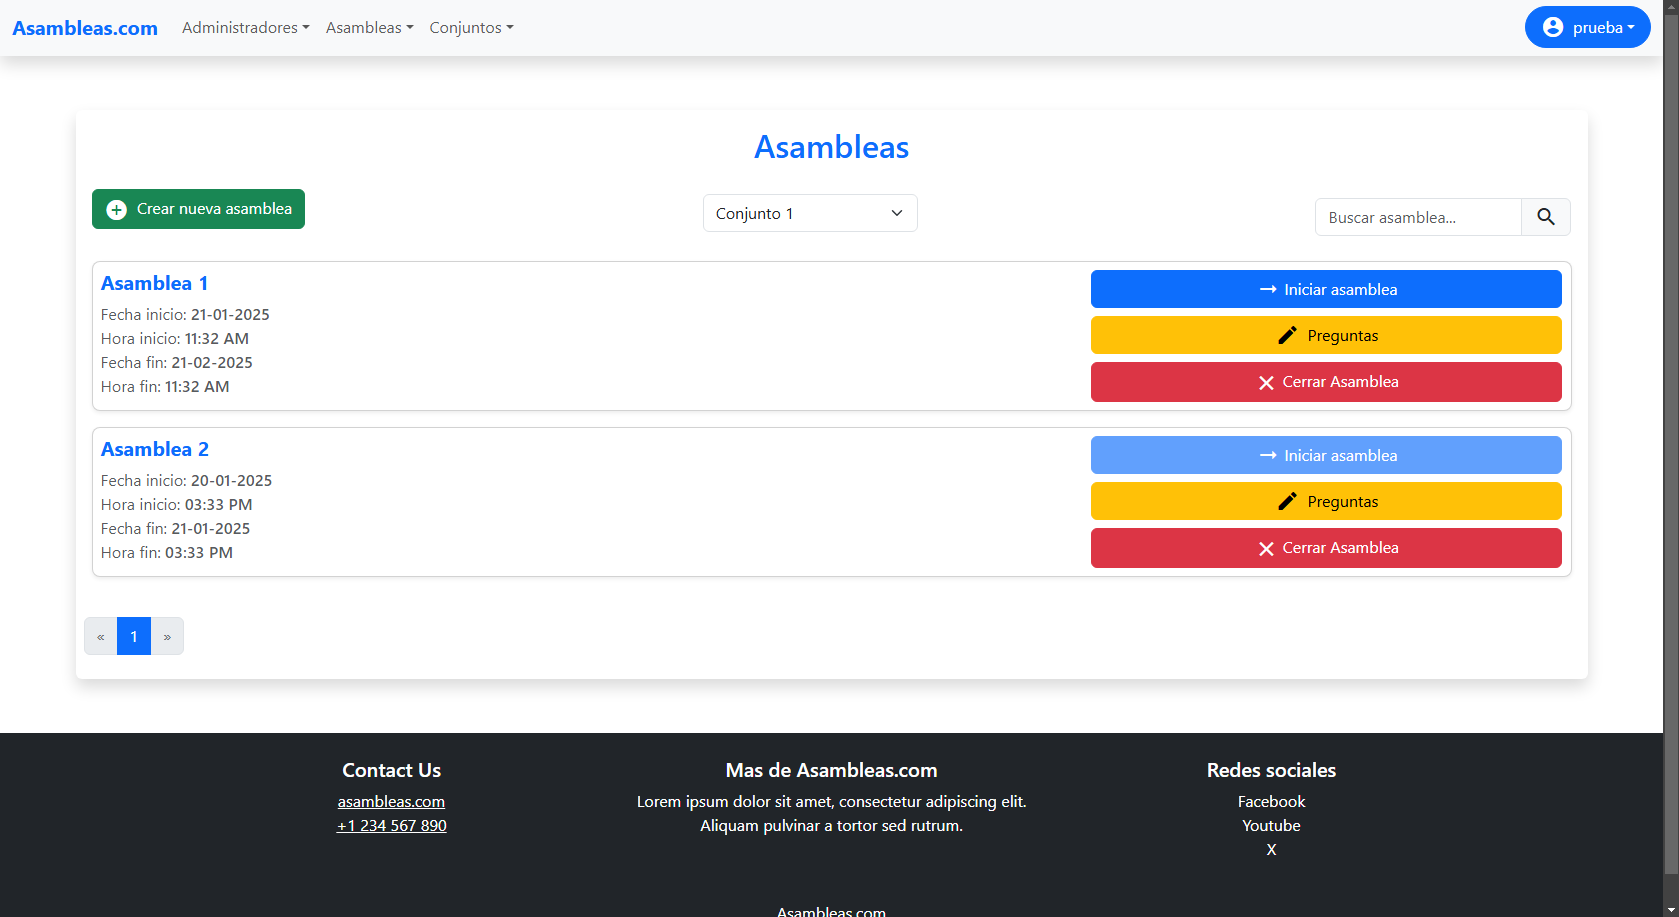 Asambleas.com Administradores Asambleas Conjuntos prueba
Asambleas
Crear nueva asamblea
Conjunto 1
Buscar asamblea...
Asamblea 1
Fecha inicio: 21-01-2025
Hora inicio: 11:32 AM
Fecha fin: 21-02-2025
Hora fin: 11:32 AM
→ Iniciar asamblea
Preguntas
Cerrar Asamblea
Asamblea 2
Fecha inicio: 20-01-2025
Hora inicio: 03:33 PM
Fecha fin: 21-01-2025
Hora fin: 03:33 PM
→ Iniciar asamblea
Preguntas
Cerrar Asamblea
« 1 »
Contact Us
asambleas.com
+1 234 567 890
Mas de Asambleas.com
Lorem ipsum dolor sit amet, consectetur adipiscing elit.
Aliquam pulvinar a tortor sed rutrum.
Redes sociales
Facebook
Youtube
X
Asambleas.com